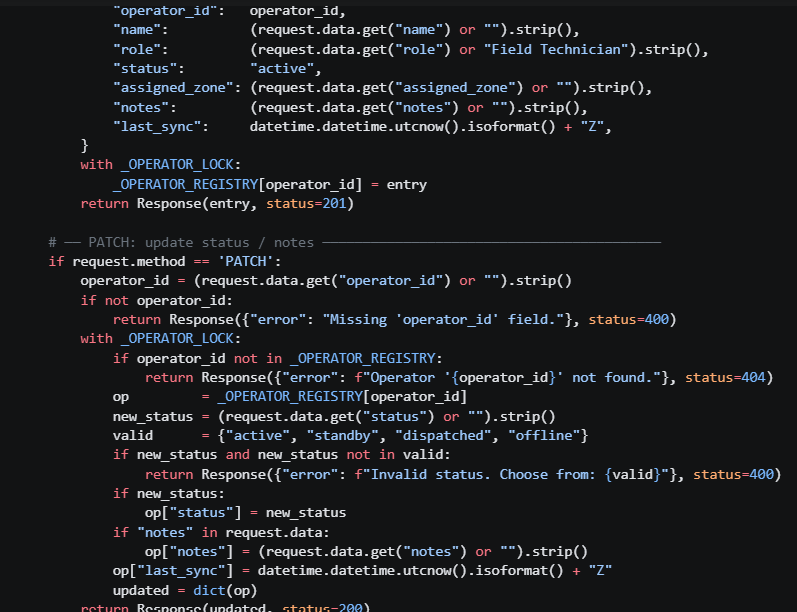 "operator_id":   operator_id,
"name":          (request.data.get("name") or "").strip(),
"role":          (request.data.get("role") or "Field Technician").strip(),
"status":        "active",
"assigned_zone": (request.data.get("assigned_zone") or "").strip(),
"notes":         (request.data.get("notes") or "").strip(),
"last_sync":     datetime.datetime.utcnow().isoformat() + "Z",
}
with _OPERATOR_LOCK:
_OPERATOR_REGISTRY[operator_id] = entry
return Response(entry, status=201)
# ── PATCH: update status / notes ──────────────────────────────────────────
if request.method == 'PATCH':
operator_id = (request.data.get("operator_id") or "").strip()
if not operator_id:
return Response({"error": "Missing 'operator_id' field."}, status=400)
with _OPERATOR_LOCK:
if operator_id not in _OPERATOR_REGISTRY:
return Response({"error": f"Operator '{operator_id}' not found."}, status=404)
op         = _OPERATOR_REGISTRY[operator_id]
new_status = (request.data.get("status") or "").strip()
valid      = {"active", "standby", "dispatched", "offline"}
if new_status and new_status not in valid:
return Response({"error": f"Invalid status. Choose from: {valid}"}, status=400)
if new_status:
op["status"] = new_status
if "notes" in request.data:
op["notes"] = (request.data.get("notes") or "").strip()
op["last_sync"] = datetime.datetime.utcnow().isoformat() + "Z"
updated = dict(op)
return Response(updated, status=200)